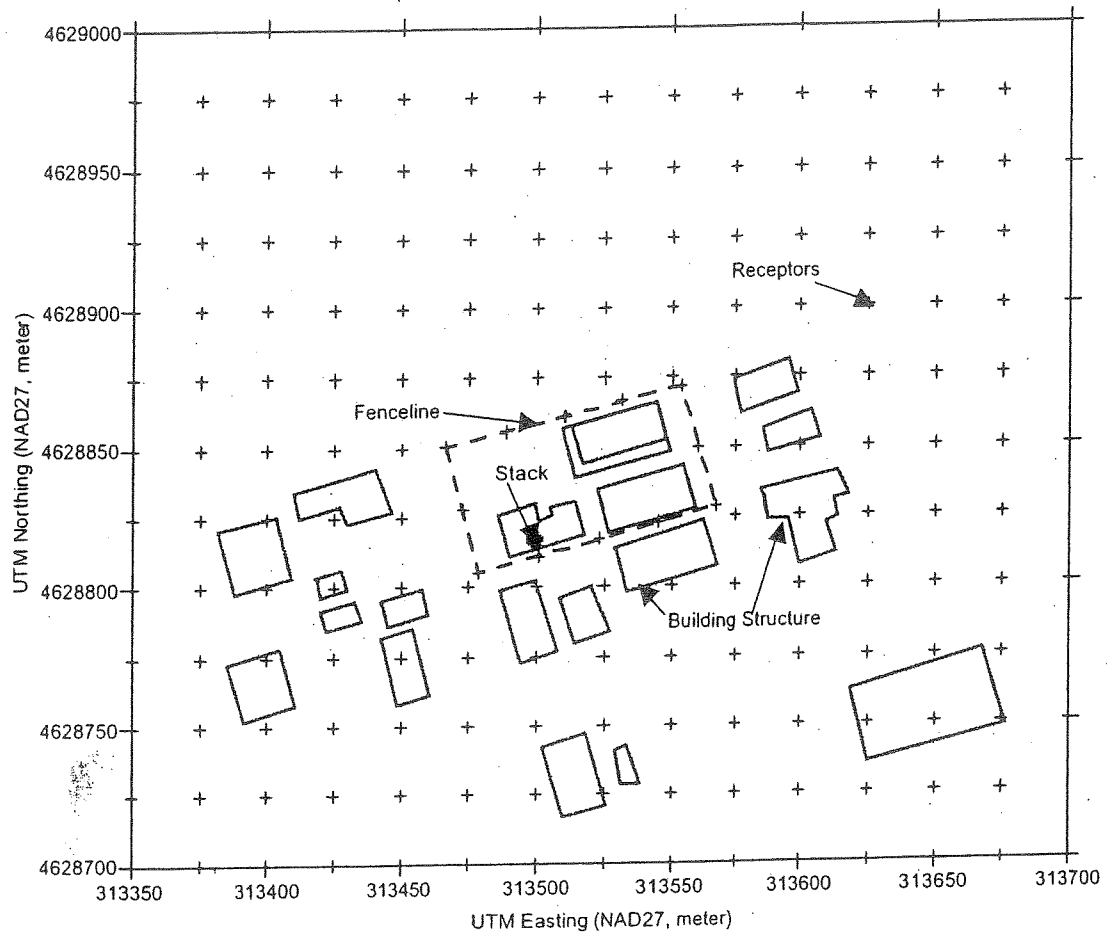 4629000
4628950
4628900
4628850
4628800
4628750
4628700
UTM Northing (NAD27, meter)
Receptors
Fenceline
Stack
Building Structure
313350 313400 313450 313500 313550 313600 313650 313700
UTM Easting (NAD27, meter)